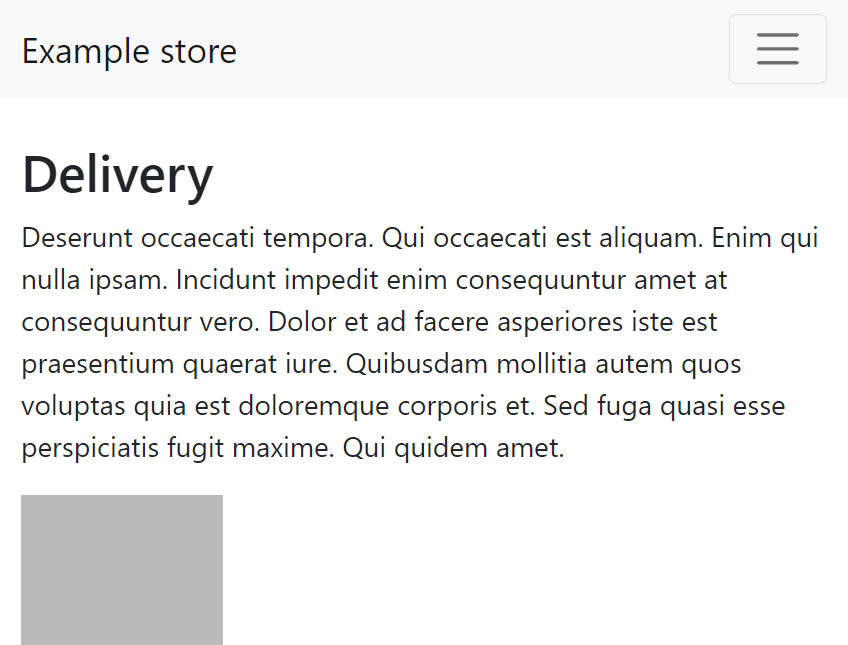 Example store
Delivery
Deserunt occaecati tempora. Qui occaecati est aliquam. Enim qui
nulla ipsam. Incidunt impedit enim consequuntur amet at
consequuntur vero. Dolor et ad facere asperiores iste est
praesentium quaerat iure. Quibusdam mollitia autem quos
voluptas quia est doloremque corporis et. Sed fuga quasi esse
perspiciatis fugit maxime. Qui quidem amet.